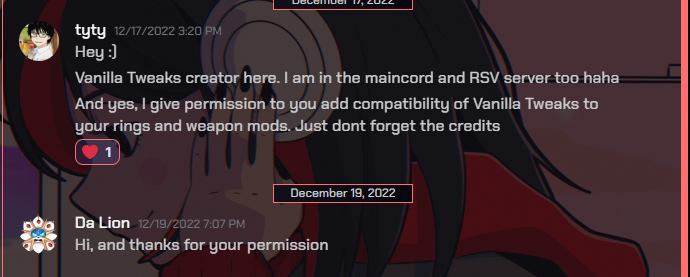 December 17, 2022
tyty 12/17/2022 3:20 PM
Hey :)
Vanilla Tweaks creator here. I am in the maincord and RSV server too haha
And yes, I give permission to you add compatibility of Vanilla Tweaks to
your rings and weapon mods. Just dont forget the credits
1
December 19, 2022
Da Lion 12/19/2022 7:07 PM
Hi, and thanks for your permission